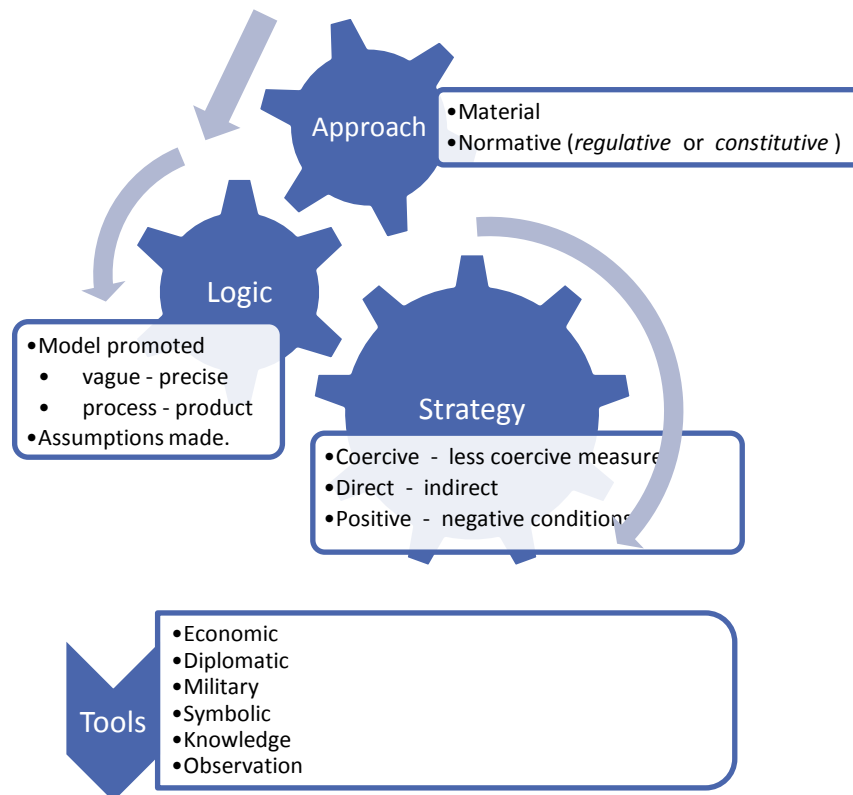 Approach
•Material
•Normative (regulative or constitutive )
Logic
•Model promoted
• vague - precise
• process - product
•Assumptions made.
Strategy
•Coercive - less coercive measure
•Direct - indirect
•Positive - negative conditions
Tools
•Economic
•Diplomatic
•Military
•Symbolic
•Knowledge
•Observation